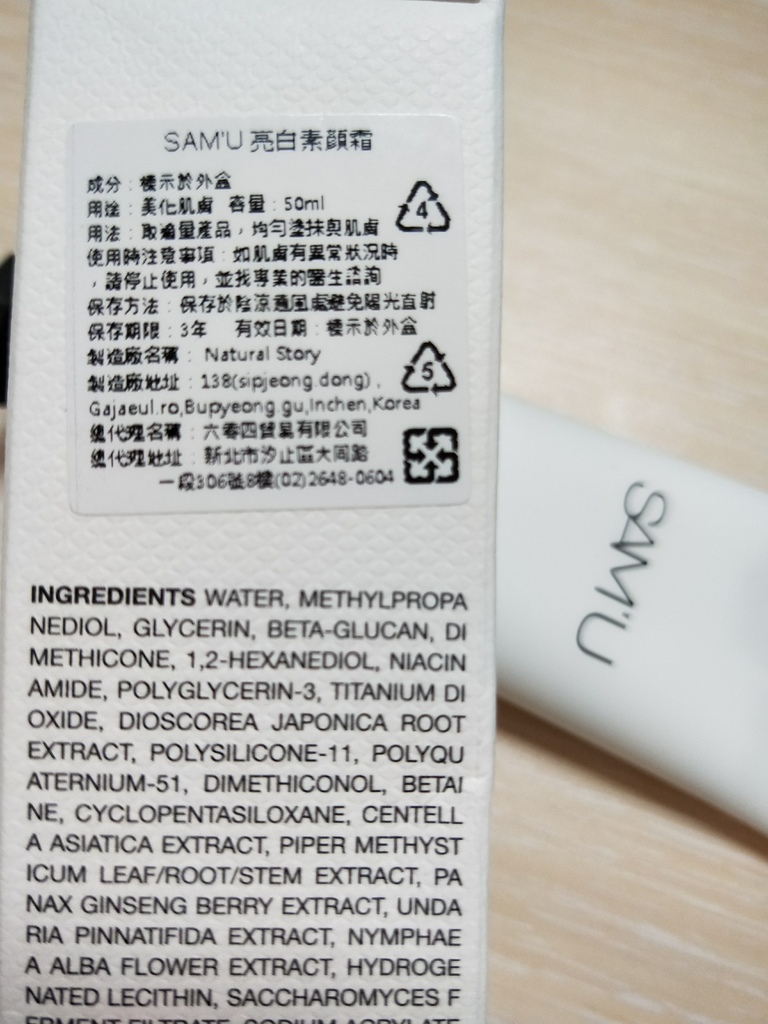 SAM'U 亮白素顏霜
成分：標示於外盒
用途：美化肌膚 容量：50ml
用法：取適量產品，均勻塗抹與肌膚
使用時注意事項：如肌膚有異常狀況時
，請停止使用，並找專業的醫生諮詢
保存方法：保存於陰涼通風處避免陽光直射
保存期限：3年 有效日期：標示於外盒
製造廠名稱：Natural Story
製造廠地址：138(sipjeong.dong)，
Gajaeul.ro,Bupyeong.gu,Inchen,Korea
總代理名稱：六零四貿易有限公司
總代理地址：新北市汐止區大同路
一段306號8樓(02)2648-0604
4
5
INGREDIENTS WATER, METHYLPROPA
NEDIOL, GLYCERIN, BETA-GLUCAN, DI
METHICONE, 1,2-HEXANEDIOL, NIACIN
AMIDE, POLYGLYCERIN-3, TITANIUM DI
OXIDE, DIOSCOREA JAPONICA ROOT
EXTRACT, POLYSILICONE-11, POLYQU
ATERNIUM-51, DIMETHICONOL, BETAI
NE, CYCLOPENTASILOXANE, CENTELL
A ASIATICA EXTRACT, PIPER METHYST
ICUM LEAF/ROOT/STEM EXTRACT, PA
NAX GINSENG BERRY EXTRACT, UNDA
RIA PINNATIFIDA EXTRACT, NYMPHAE
A ALBA FLOWER EXTRACT, HYDROGE
NATED LECITHIN, SACCHAROMYCES F
ERMENT FILTRATE, SODIUM ACRYLATE
SAM'U